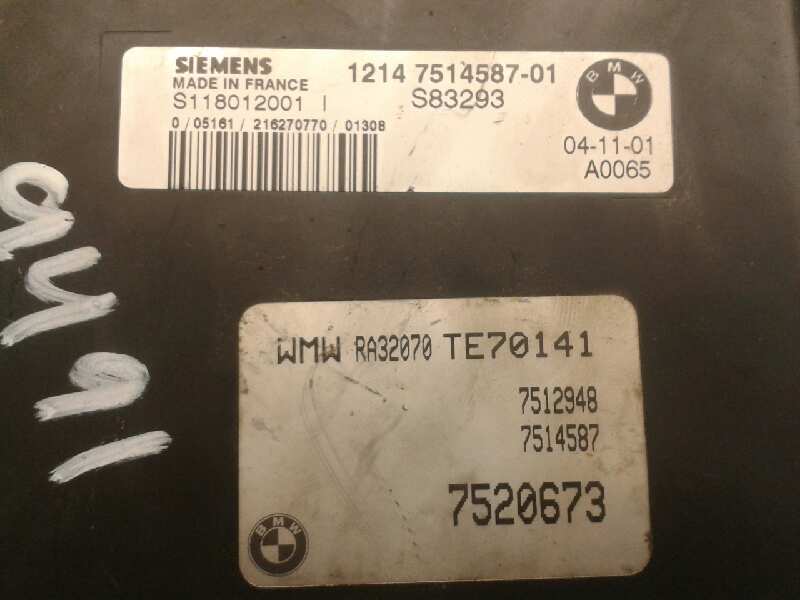 SIEMENS
MADE IN FRANCE
S118012001 I
0 / 05161 / 216270770 / 01308
1214 7514587-01
S83293
BMW
04-11-01
A0065
WMW RA32070 TE70141
7512948
7514587
7520673
BMW